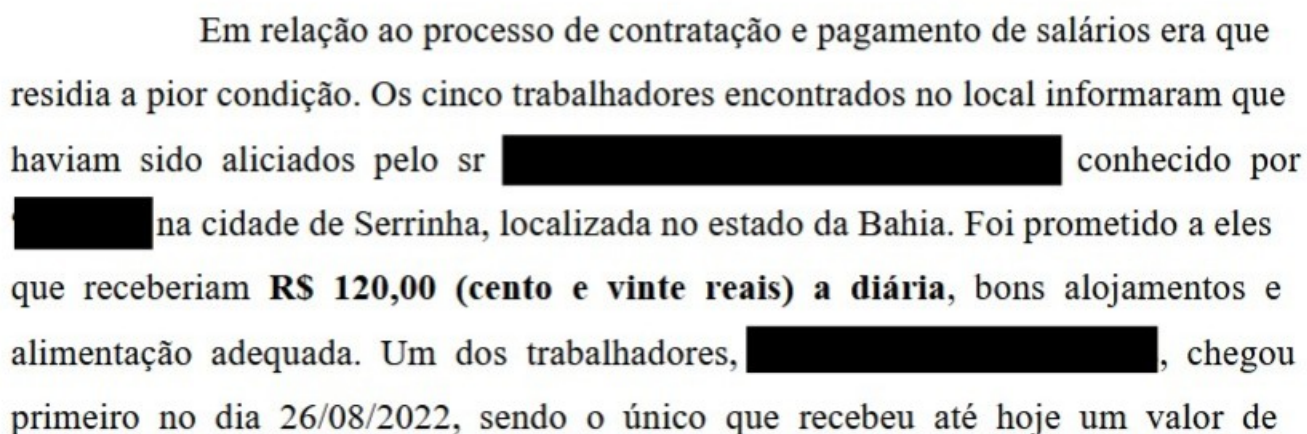 Em relação ao processo de contratação e pagamento de salários era que
residia a pior condição. Os cinco trabalhadores encontrados no local informaram que
haviam sido aliciados pelo sr conhecido por
na cidade de Serrinha, localizada no estado da Bahia. Foi prometido a eles
que receberiam R$ 120,00 (cento e vinte reais) a diária, bons alojamentos e
alimentação adequada. Um dos trabalhadores, , chegou
primeiro no dia 26/08/2022, sendo o único que recebeu até hoje um valor de